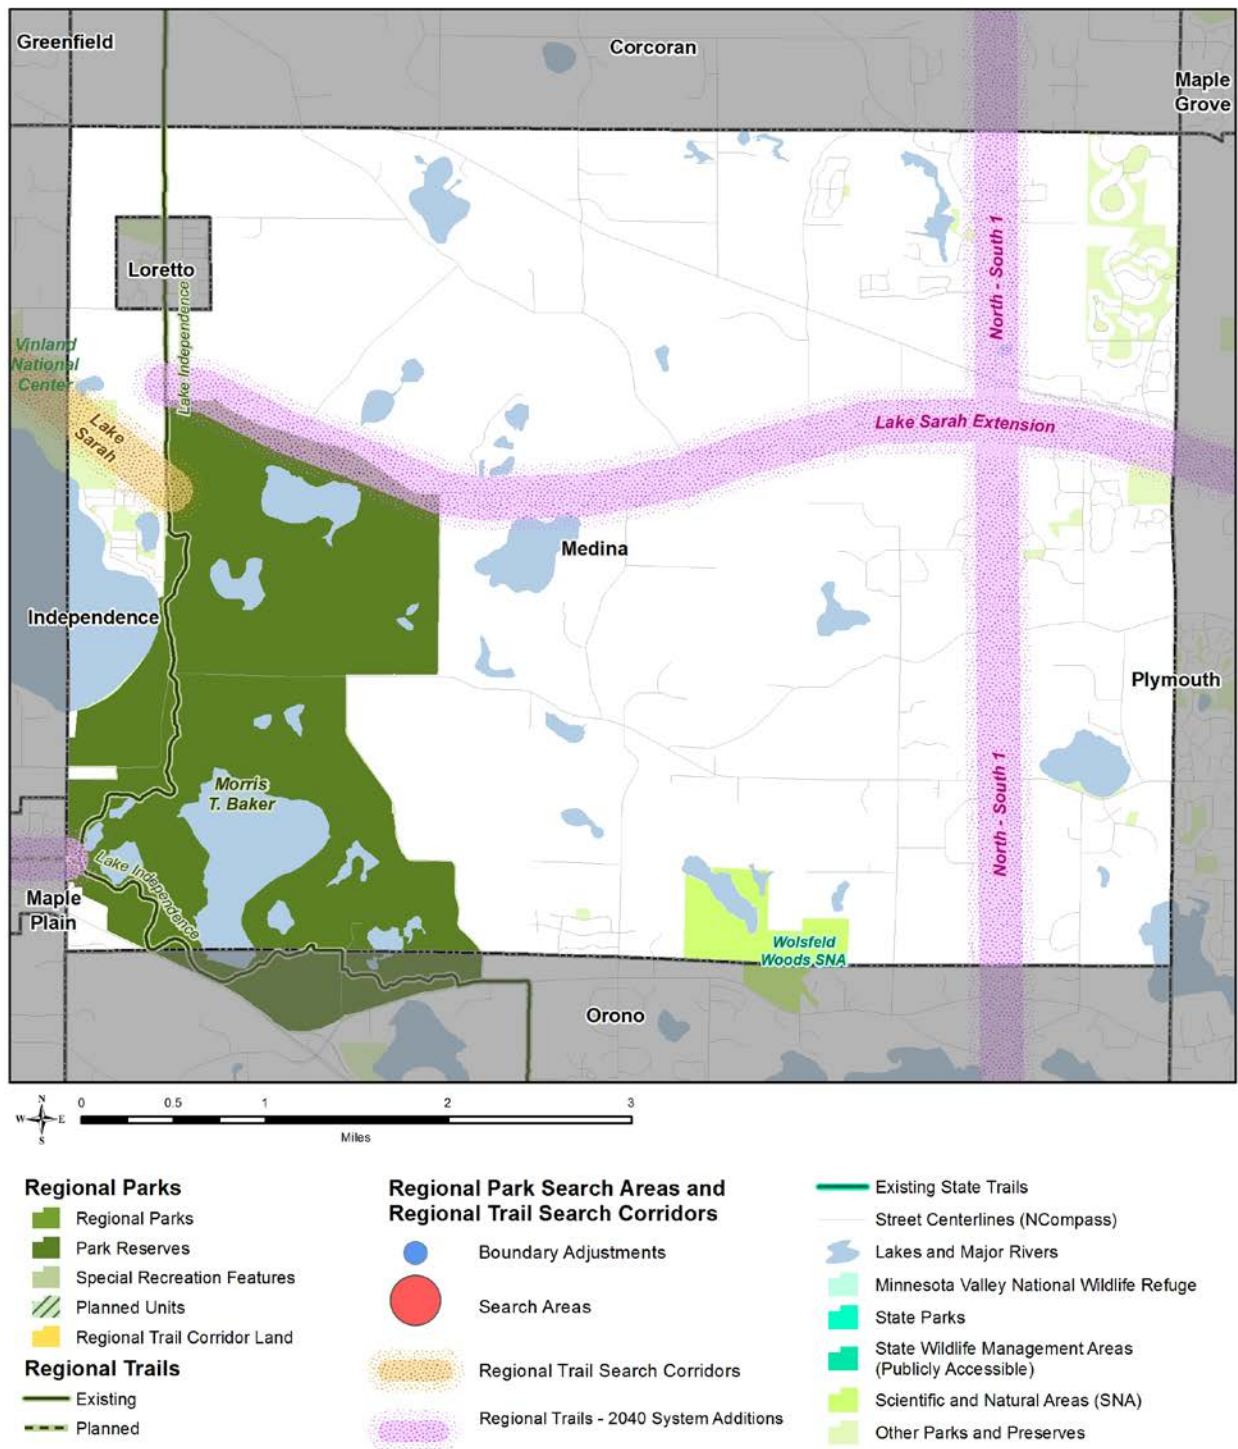 Greenfield
Corcoran
Maple
Grove
Loretto
Lake Independence
North - South 1
Vinland
National
Center
Lake
Sarah
Lake Sarah Extension
Medina
Independence
Plymouth
Morris
T. Baker
North - South 1
Lake Independence
Maple
Plain
Wolsfeld
Woods SNA
Orono
N
W E
S
0 0.5 1 2 3
Miles
Regional Parks
Regional Parks
Park Reserves
Special Recreation Features
Planned Units
Regional Trail Corridor Land
Regional Trails
Existing
Planned
Regional Park Search Areas and
Regional Trail Search Corridors
Boundary Adjustments
Search Areas
Regional Trail Search Corridors
Regional Trails - 2040 System Additions
Existing State Trails
Street Centerlines (NCompass)
Lakes and Major Rivers
Minnesota Valley National Wildlife Refuge
State Parks
State Wildlife Management Areas
(Publicly Accessible)
Scientific and Natural Areas (SNA)
Other Parks and Preserves